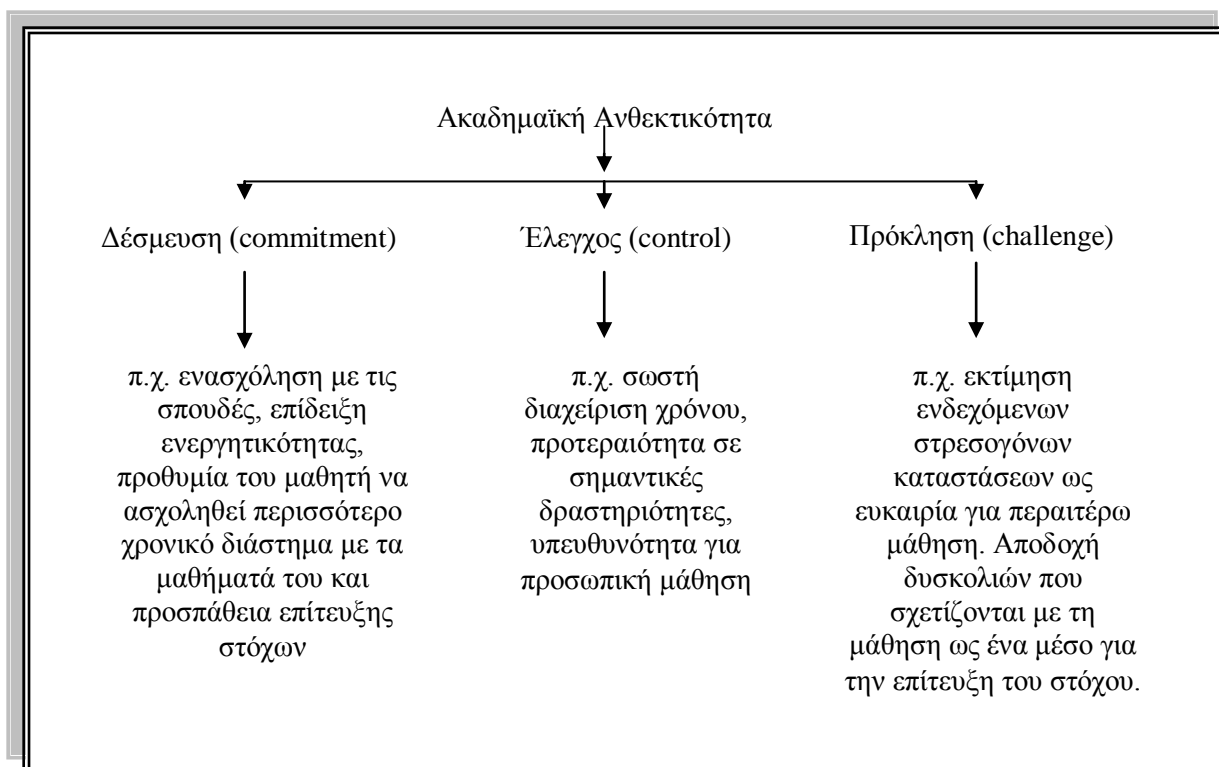 Ακαδημαϊκή Ανθεκτικότητα
Δέσμευση (commitment)
Έλεγχος (control)
Πρόκληση (challenge)
π.χ. ενασχόληση με τις
σπουδές, επίδειξη
ενεργητικότητας,
προθυμία του μαθητή να
ασχοληθεί περισσότερο
χρονικό διάστημα με τα
μαθήματά του και
προσπάθεια επίτευξης
στόχων
π.χ. σωστή
διαχείριση χρόνου,
προτεραιότητα σε
σημαντικές
δραστηριότητες,
υπευθυνότητα για
προσωπική μάθηση
π.χ. εκτίμηση
ενδεχόμενων
στρεσογόνων
καταστάσεων ως
ευκαιρία για περαιτέρω
μάθηση. Αποδοχή
δυσκολιών που
σχετίζονται με τη
μάθηση ως ένα μέσο για
την επίτευξη του στόχου.